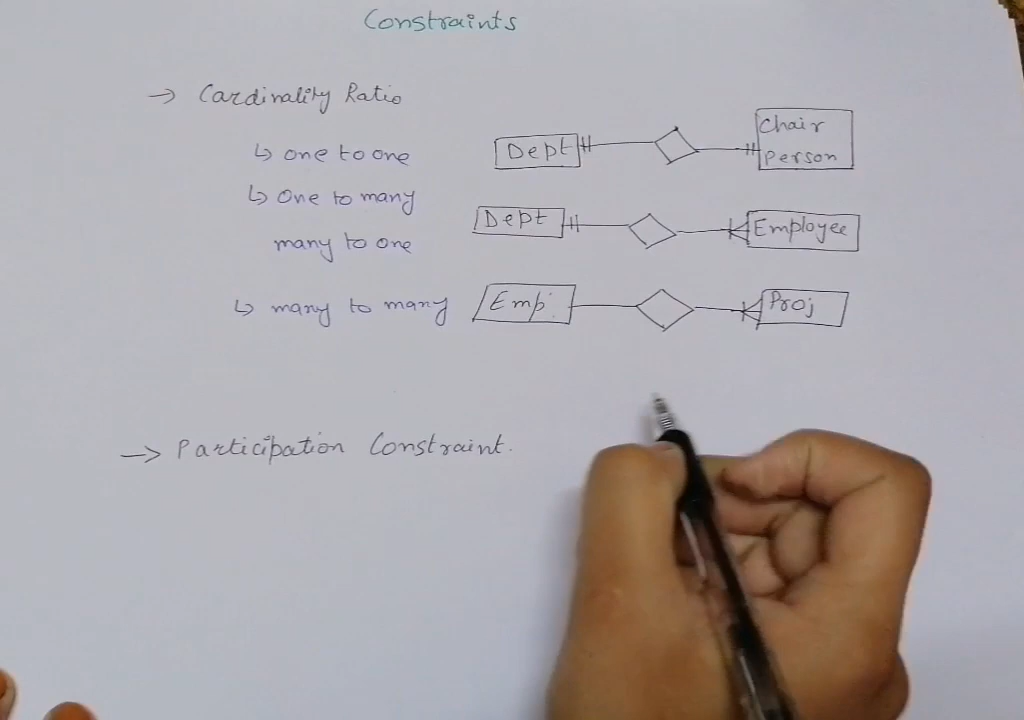 Constraints
→ Cardinality Ratio
↳ one to one
Dept
Chair
Person
↳ One to many
many to one
Dept
Employee
↳ many to many
Emp.
Proj
→ Participation Constraint.